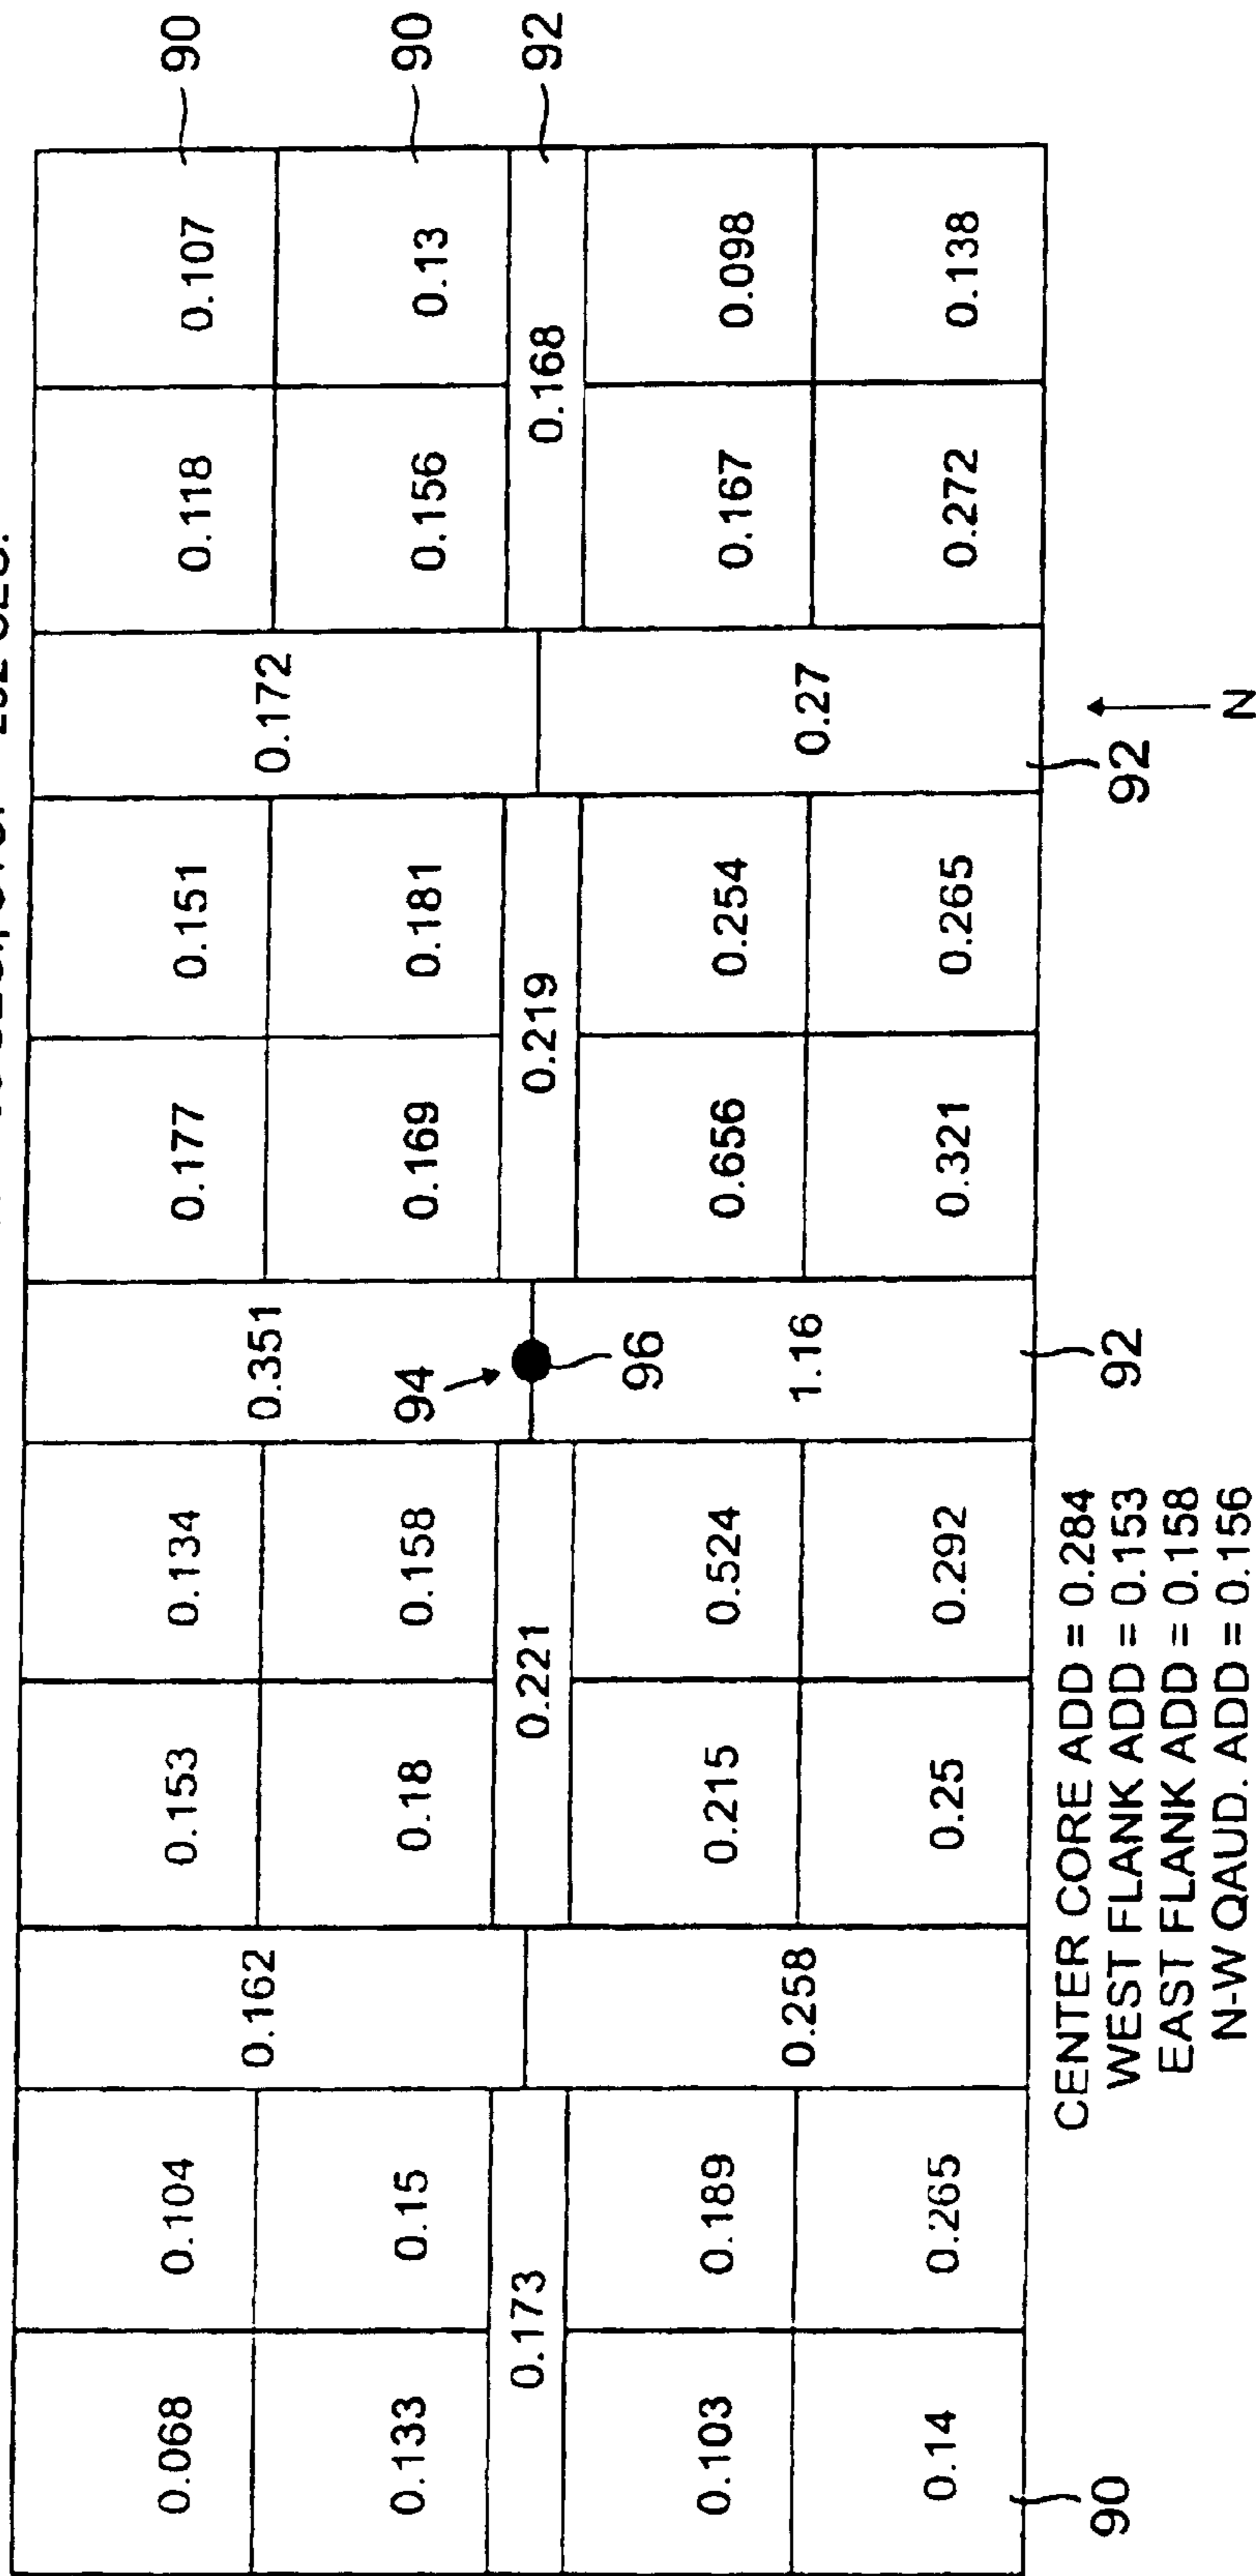 0.068 0.104 0.162 0.153 0.134 0.351 0.177 0.151 0.172 0.118 0.107 90
0.133 0.15 0.18 0.158 94 0.169 0.181 0.156 0.13 90
0.173 0.221 0.219 0.168 92
96
0.103 0.189 0.258 0.215 0.524 1.16 0.656 0.254 0.27 0.167 0.098
0.14 0.265 0.25 0.292 0.321 0.265 0.272 0.138
90 92 92
CENTER CORE ADD = 0.284
WEST FLANK ADD = 0.153
EAST FLANK ADD = 0.158
N-W QAUD. ADD = 0.156
N